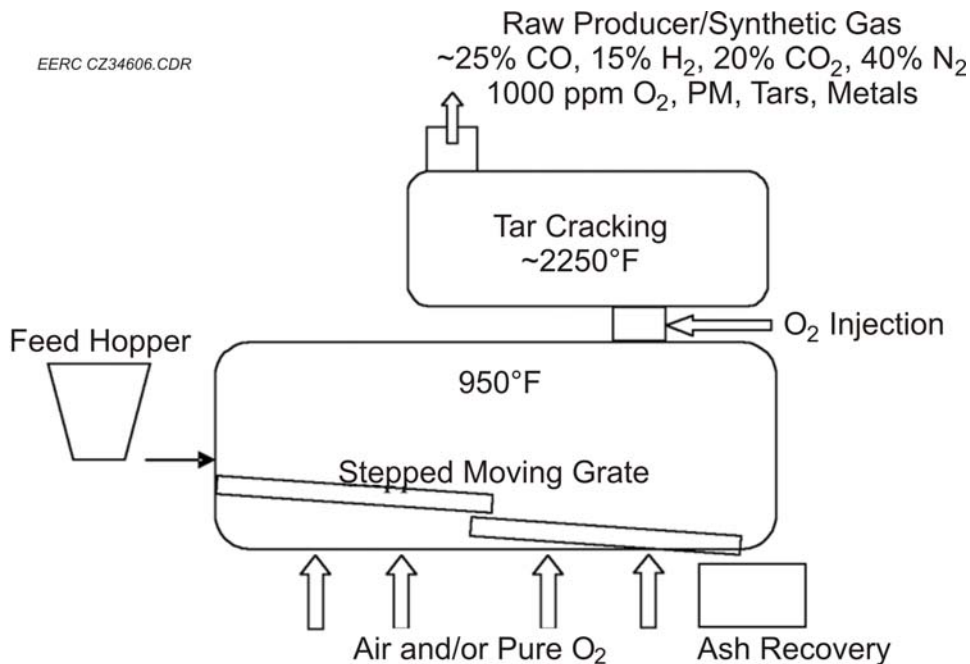 Raw Producer/Synthetic Gas
~25% CO, 15% H₂, 20% CO₂, 40% N₂
1000 ppm O₂, PM, Tars, Metals
EERC CZ34606.CDR
Tar Cracking
~2250°F
O₂ Injection
Feed Hopper
950°F
Stepped Moving Grate
Air and/or Pure O₂
Ash Recovery